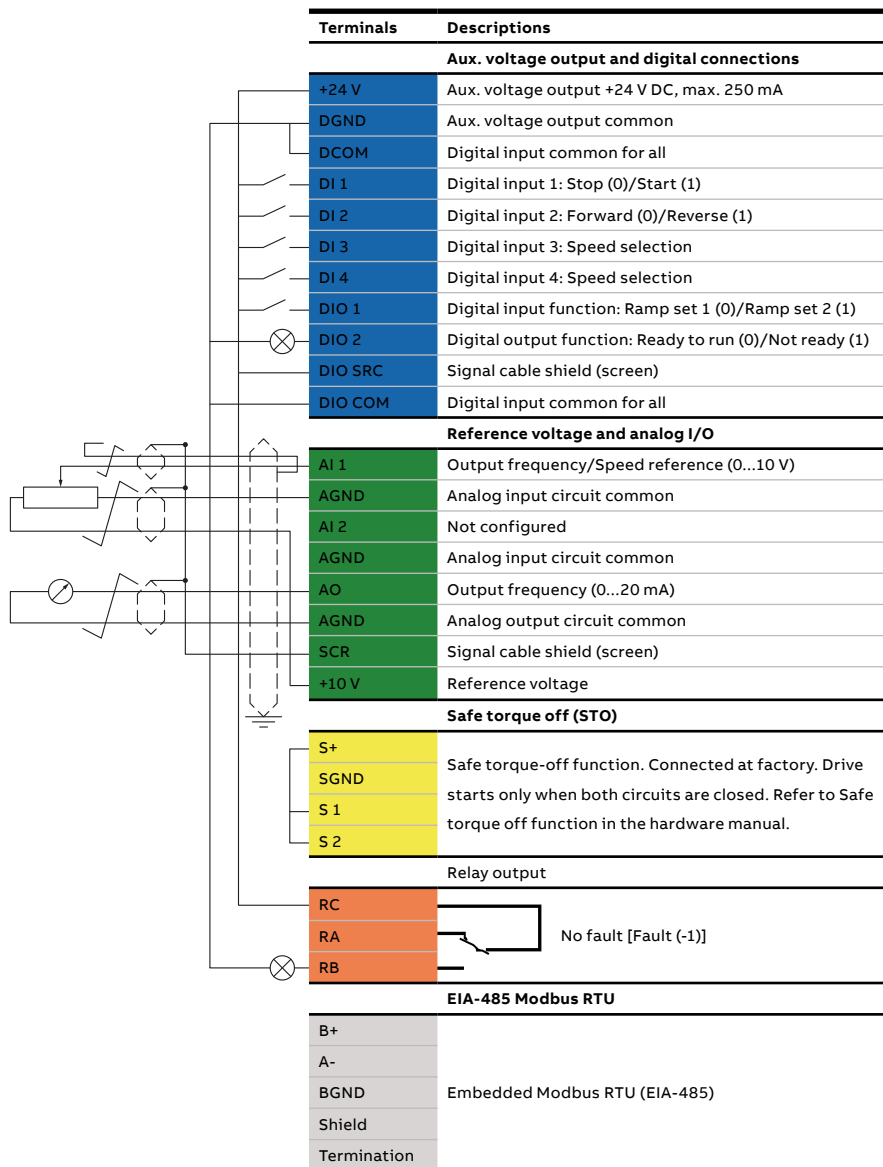 Terminals Descriptions
Aux. voltage output and digital connections
+24 V Aux. voltage output +24 V DC, max. 250 mA
DGND Aux. voltage output common
DCOM Digital input common for all
DI 1 Digital input 1: Stop (0)/Start (1)
DI 2 Digital input 2: Forward (0)/Reverse (1)
DI 3 Digital input 3: Speed selection
DI 4 Digital input 4: Speed selection
DIO 1 Digital input function: Ramp set 1 (0)/Ramp set 2 (1)
DIO 2 Digital output function: Ready to run (0)/Not ready (1)
DIO SRC Signal cable shield (screen)
DIO COM Digital input common for all
Reference voltage and analog I/O
AI 1 Output frequency/Speed reference (0...10 V)
AGND Analog input circuit common
AI 2 Not configured
AGND Analog input circuit common
AO Output frequency (0...20 mA)
AGND Analog output circuit common
SCR Signal cable shield (screen)
+10 V Reference voltage
Safe torque off (STO)
S+
SGND
S 1
S 2
Safe torque-off function. Connected at factory. Drive
starts only when both circuits are closed. Refer to Safe
torque off function in the hardware manual.
Relay output
RC
RA No fault [Fault (-1)]
RB
EIA-485 Modbus RTU
B+
A-
BGND Embedded Modbus RTU (EIA-485)
Shield
Termination